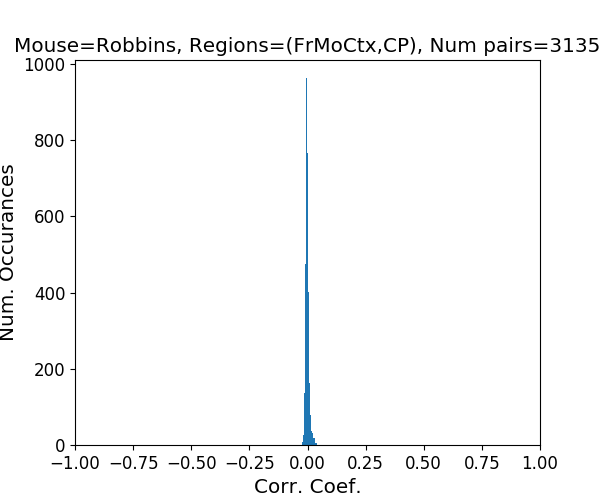 Mouse=Robbins, Regions=(FrMoCtx,CP), Num pairs=3135
1000
800
600
400
200
0
Num. Occurances
−1.00 −0.75 −0.50 −0.25 0.00 0.25 0.50 0.75 1.00
Corr. Coef.